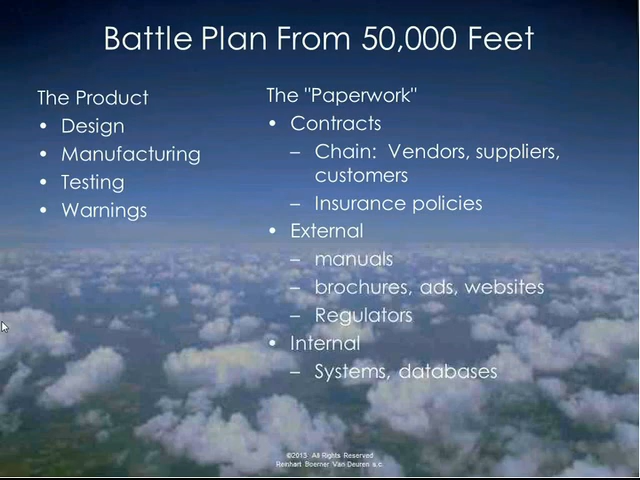 Battle Plan From 50,000 Feet
The Product
• Design
• Manufacturing
• Testing
• Warnings
The "Paperwork"
• Contracts
– Chain: Vendors, suppliers,
customers
– Insurance policies
• External
– manuals
– brochures, ads, websites
– Regulators
• Internal
– Systems, databases
©2013 All Rights Reserved
Reinhart Boerner Van Deuren s.c.